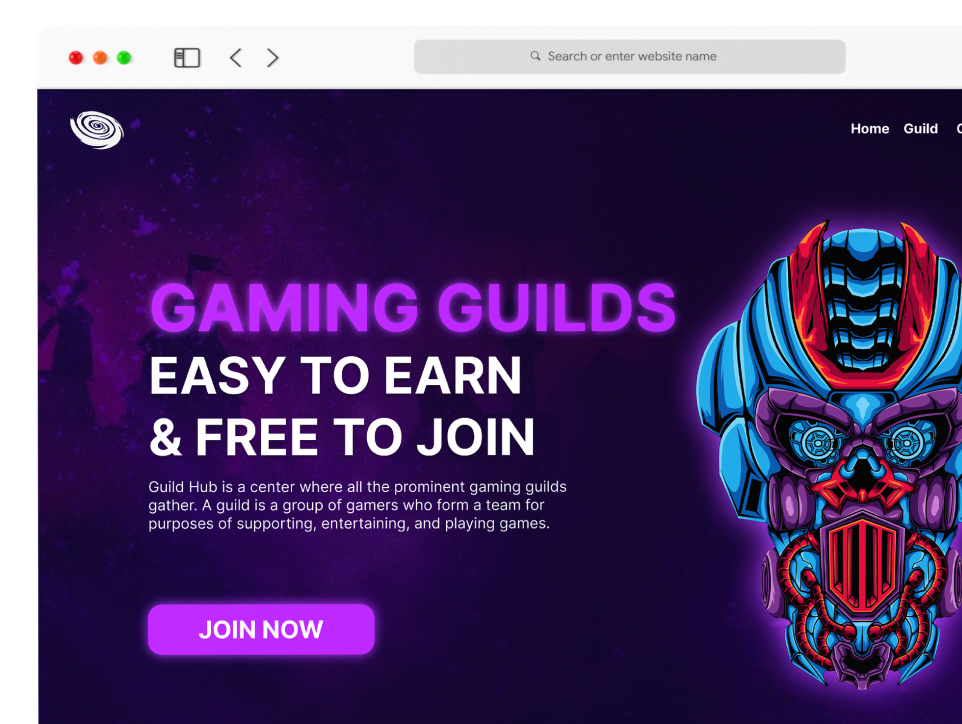 Search or enter website name
Home Guild
GAMING GUILDS
EASY TO EARN
& FREE TO JOIN
Guild Hub is a center where all the prominent gaming guilds
gather. A guild is a group of gamers who form a team for
purposes of supporting, entertaining, and playing games.
JOIN NOW